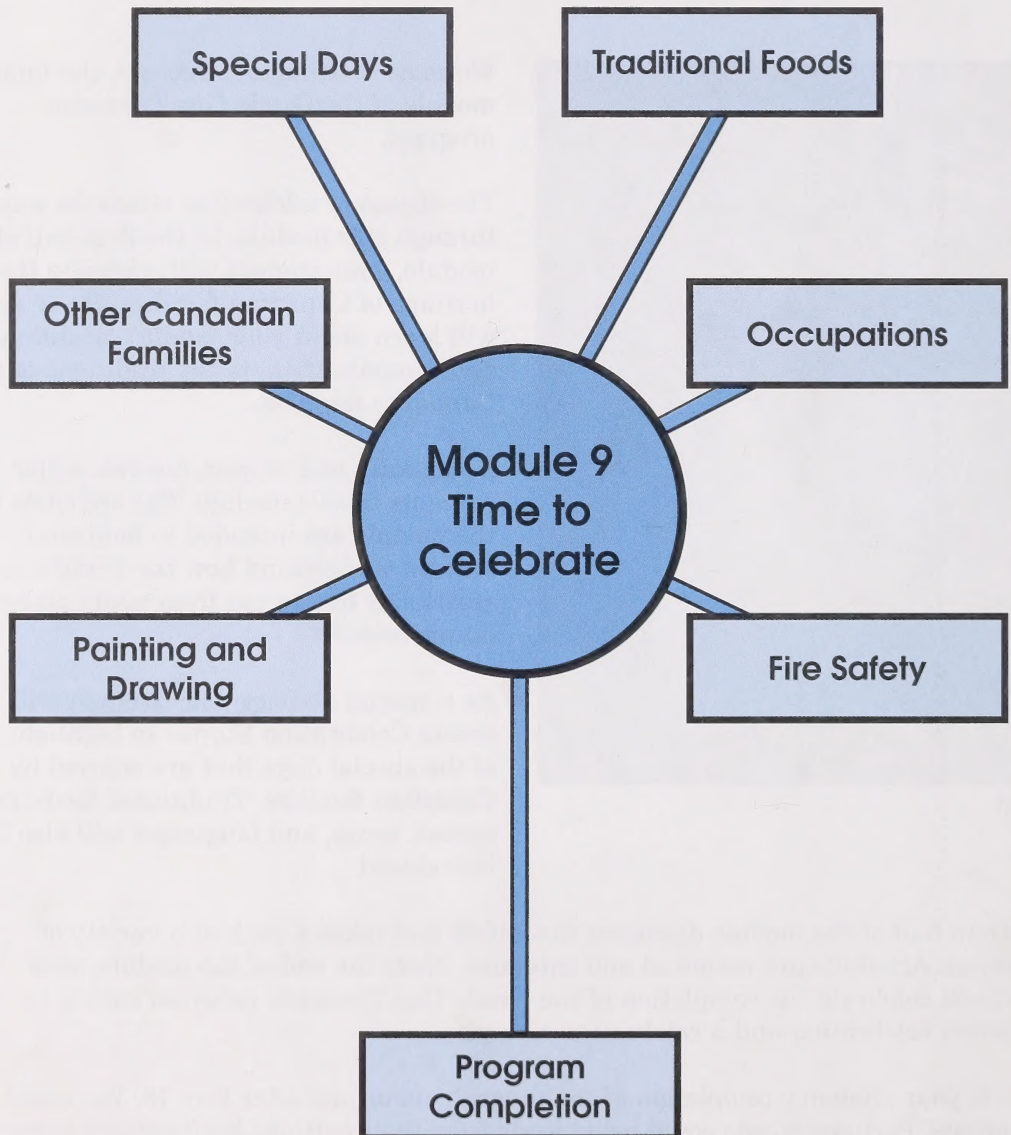 Special Days
Traditional Foods
Other Canadian
Families
Occupations
Module 9
Time to
Celebrate
Painting and
Drawing
Fire Safety
Program
Completion